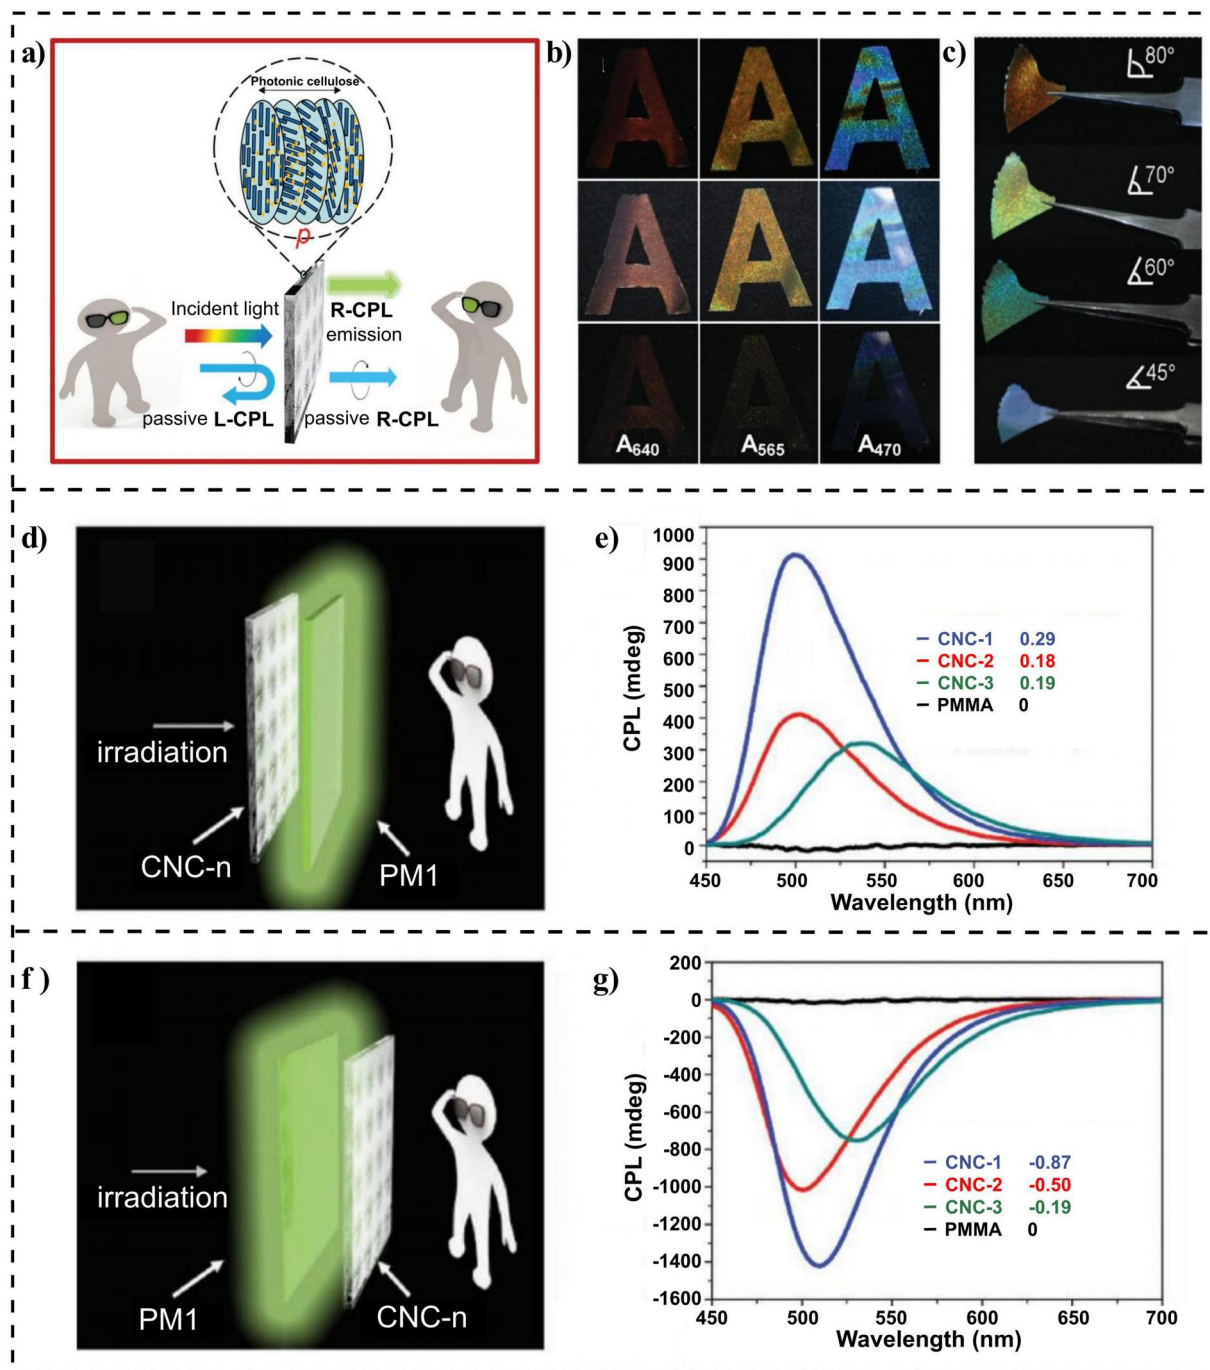 a)
Photonic cellulose
p
Incident light
R-CPL
emission
passive L-CPL
passive R-CPL
b)
A640
A565
A470
c)
80°
70°
60°
45°
d)
irradiation
CNC-n
PM1
e)
CPL (mdeg)
1000
900
800
700
600
500
400
300
200
100
0
450 500 550 600 650 700
Wavelength (nm)
CNC-1 0.29
CNC-2 0.18
CNC-3 0.19
PMMA 0
f)
irradiation
PM1
CNC-n
g)
CPL (mdeg)
200
0
-200
-400
-600
-800
-1000
-1200
-1400
-1600
450 500 550 600 650 700
Wavelength (nm)
CNC-1 -0.87
CNC-2 -0.50
CNC-3 -0.19
PMMA 0